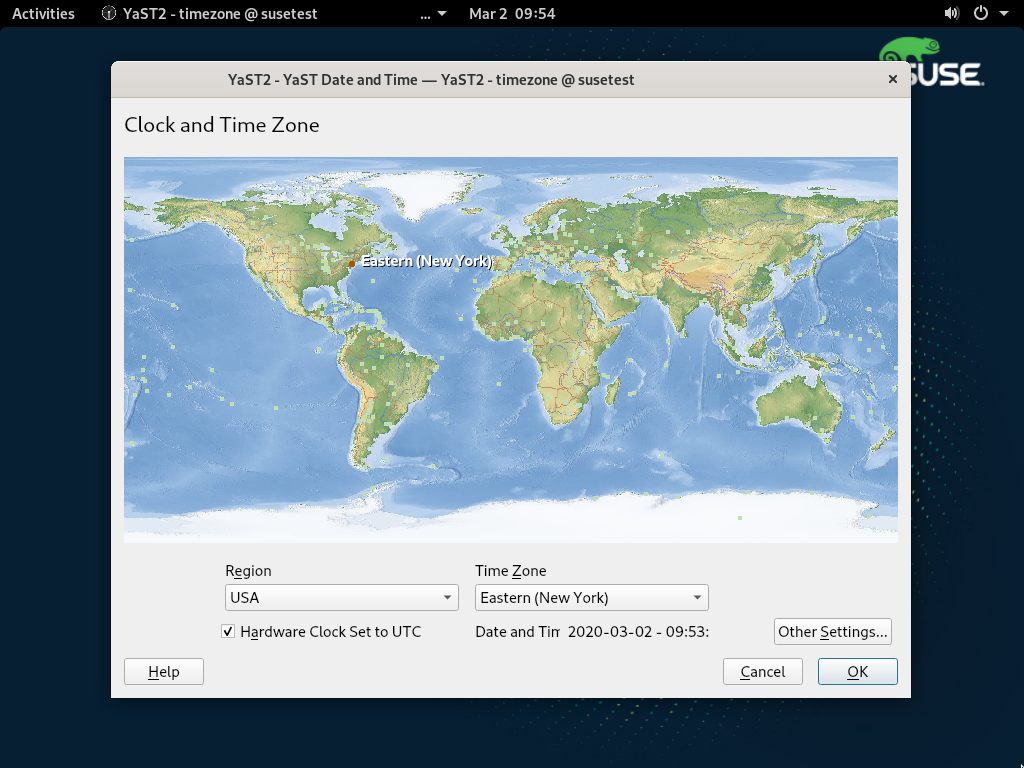 Activities YaST2 - timezone @ susetest ... Mar 2 09:54
SUSE
YaST2 - YaST Date and Time — YaST2 - timezone @ susetest
Clock and Time Zone
Eastern (New York)
Region Time Zone
USA Eastern (New York)
Hardware Clock Set to UTC Date and Tim 2020-03-02 - 09:53: Other Settings...
Help Cancel OK